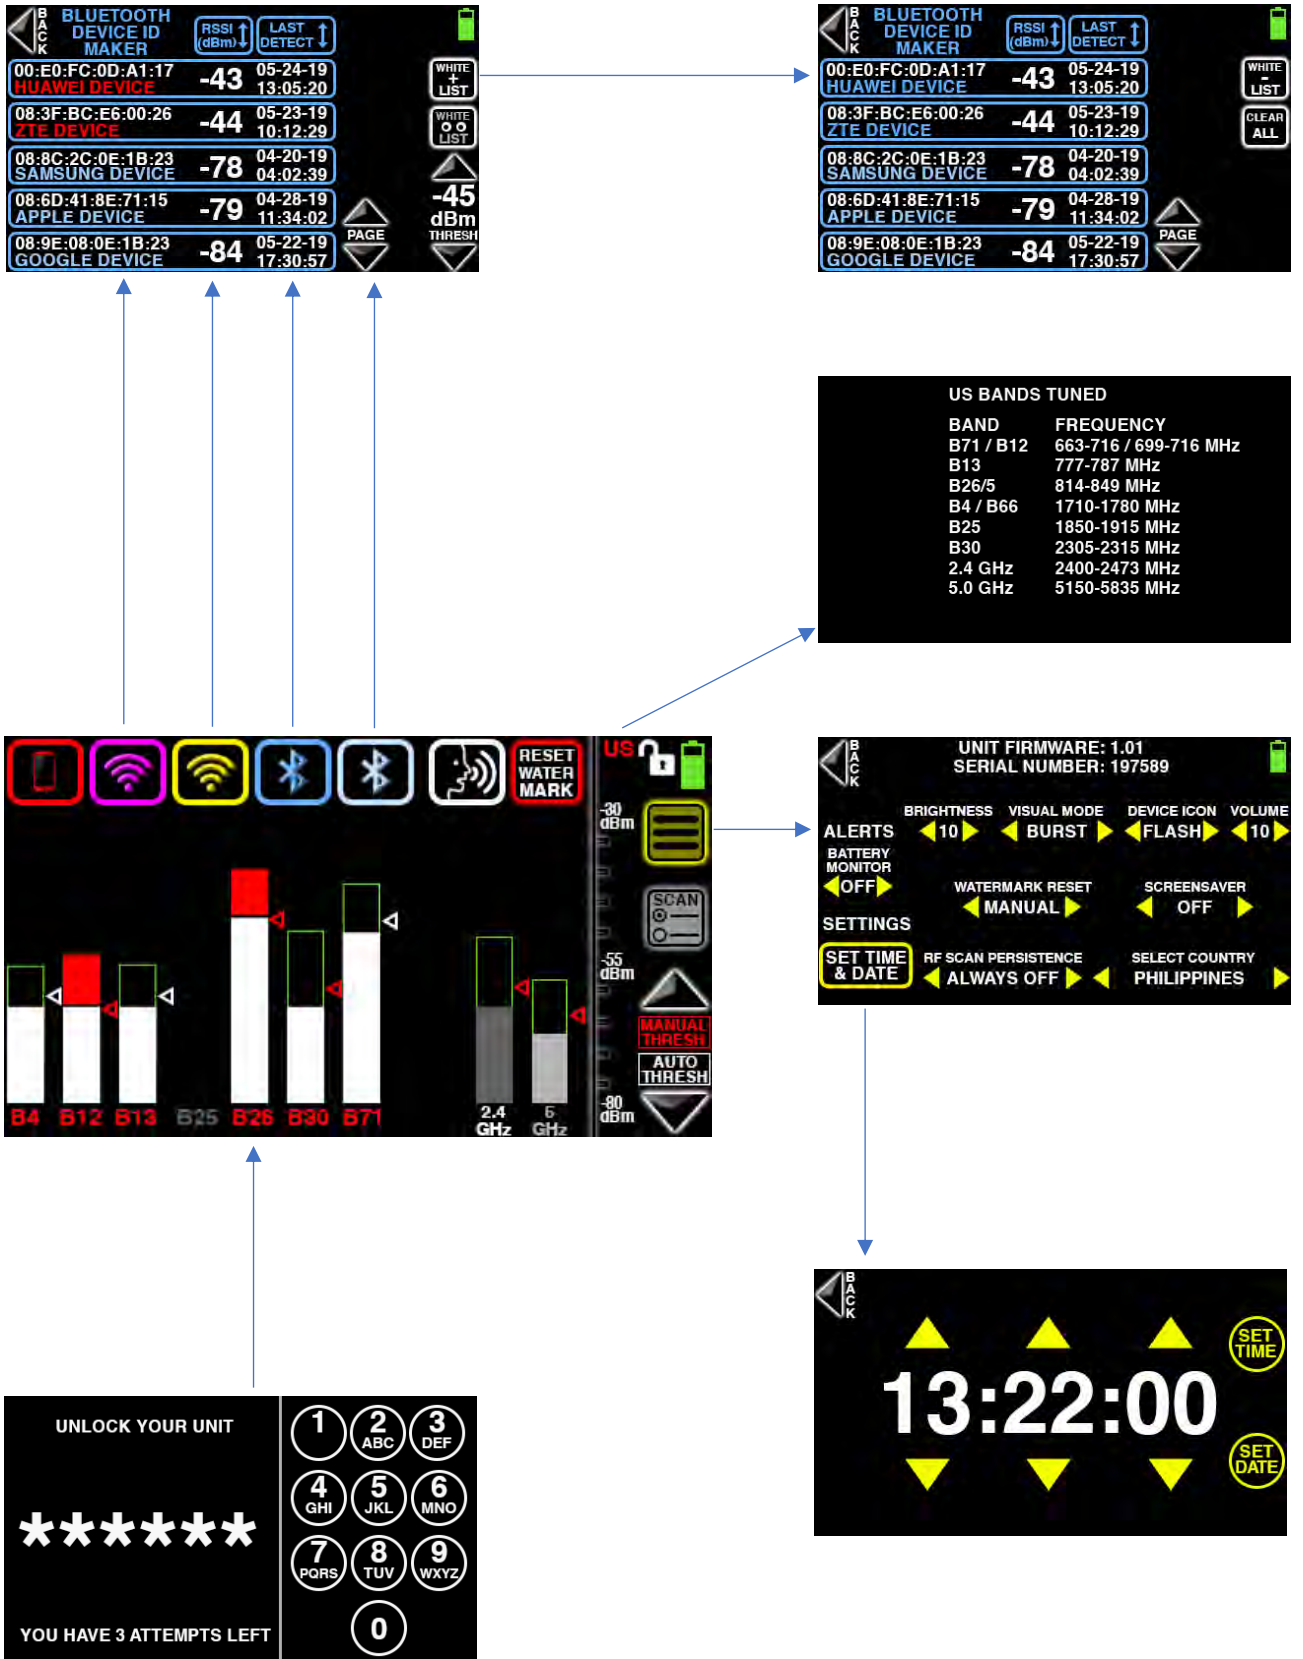 BACK
BLUETOOTH
DEVICE ID
MAKER
RSSI
(dBm)
LAST
DETECT
00:E0:FC:0D:A1:17
HUAWEI DEVICE
-43
05-24-19
13:05:20
08:3F:BC:E6:00:26
ZTE DEVICE
-44
05-23-19
10:12:29
08:8C:2C:0E:1B:23
SAMSUNG DEVICE
-78
04-20-19
04:02:39
08:6D:41:8E:71:15
APPLE DEVICE
-79
04-28-19
11:34:02
08:9E:08:0E:1B:23
GOOGLE DEVICE
-84
05-22-19
17:30:57
PAGE
WHITE
+
LIST
WHITE
LIST
-45
dBm
THRESH
BACK
BLUETOOTH
DEVICE ID
MAKER
RSSI
(dBm)
LAST
DETECT
00:E0:FC:0D:A1:17
HUAWEI DEVICE
-43
05-24-19
13:05:20
08:3F:BC:E6:00:26
ZTE DEVICE
-44
05-23-19
10:12:29
08:8C:2C:0E:1B:23
SAMSUNG DEVICE
-78
04-20-19
04:02:39
08:6D:41:8E:71:15
APPLE DEVICE
-79
04-28-19
11:34:02
08:9E:08:0E:1B:23
GOOGLE DEVICE
-84
05-22-19
17:30:57
PAGE
WHITE
-
LIST
CLEAR
ALL
US BANDS TUNED
BAND FREQUENCY
B71 / B12 663-716 / 699-716 MHz
B13 777-787 MHz
B26/5 814-849 MHz
B4 / B66 1710-1780 MHz
B25 1850-1915 MHz
B30 2305-2315 MHz
2.4 GHz 2400-2473 MHz
5.0 GHz 5150-5835 MHz
RESET
WATER
MARK
US
-30
dBm
SCAN
-55
dBm
MANUAL
THRESH
AUTO
THRESH
-80
dBm
B4 B12 B13 B25 B26 B30 B71
2.4
GHz
5
GHz
BACK
UNIT FIRMWARE: 1.01
SERIAL NUMBER: 197589
ALERTS
BRIGHTNESS
10
VISUAL MODE
BURST
DEVICE ICON
FLASH
VOLUME
10
BATTERY
MONITOR
OFF
WATERMARK RESET
MANUAL
SCREENSAVER
OFF
SETTINGS
SET TIME
& DATE
RF SCAN PERSISTENCE
ALWAYS OFF
SELECT COUNTRY
PHILIPPINES
BACK
13:22:00
SET
TIME
SET
DATE
UNLOCK YOUR UNIT
******
YOU HAVE 3 ATTEMPTS LEFT
1
2
ABC
3
DEF
4
GHI
5
JKL
6
MNO
7
PQRS
8
TUV
9
WXYZ
0